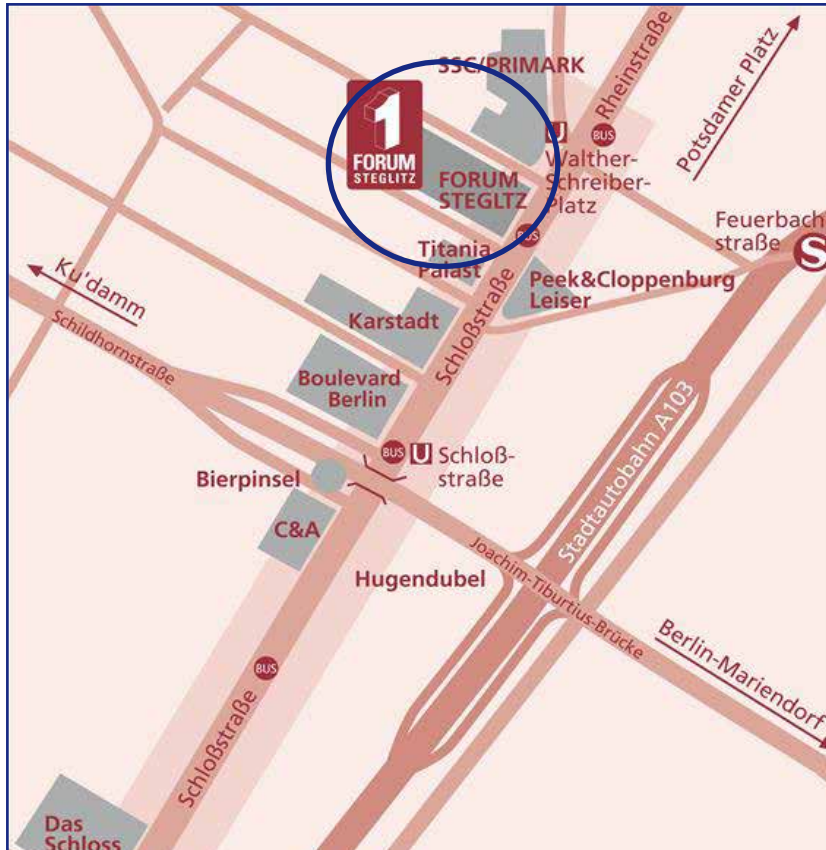 SSC/PRIMARK
Rheinstraße
Potsdamer Platz
1
FORUM
STEGLITZ
FORUM
STEGLTZ
U
BUS
Walther-
Schreiber-
Platz
Feuerbach
straße
S
BUS
Titania
Palast
Ku'damm
Schildhornstraße
Peek&Cloppenburg
Leiser
Karstadt
Schloßstraße
Boulevard
Berlin
Stadtautobahn A103
BUS
U
Schloß-
straße
Bierpinsel
C&A
Hugendubel
Joachim-Tiburtius-Brücke
Berlin-Mariendorf
BUS
Schloßstraße
Das
Schloss